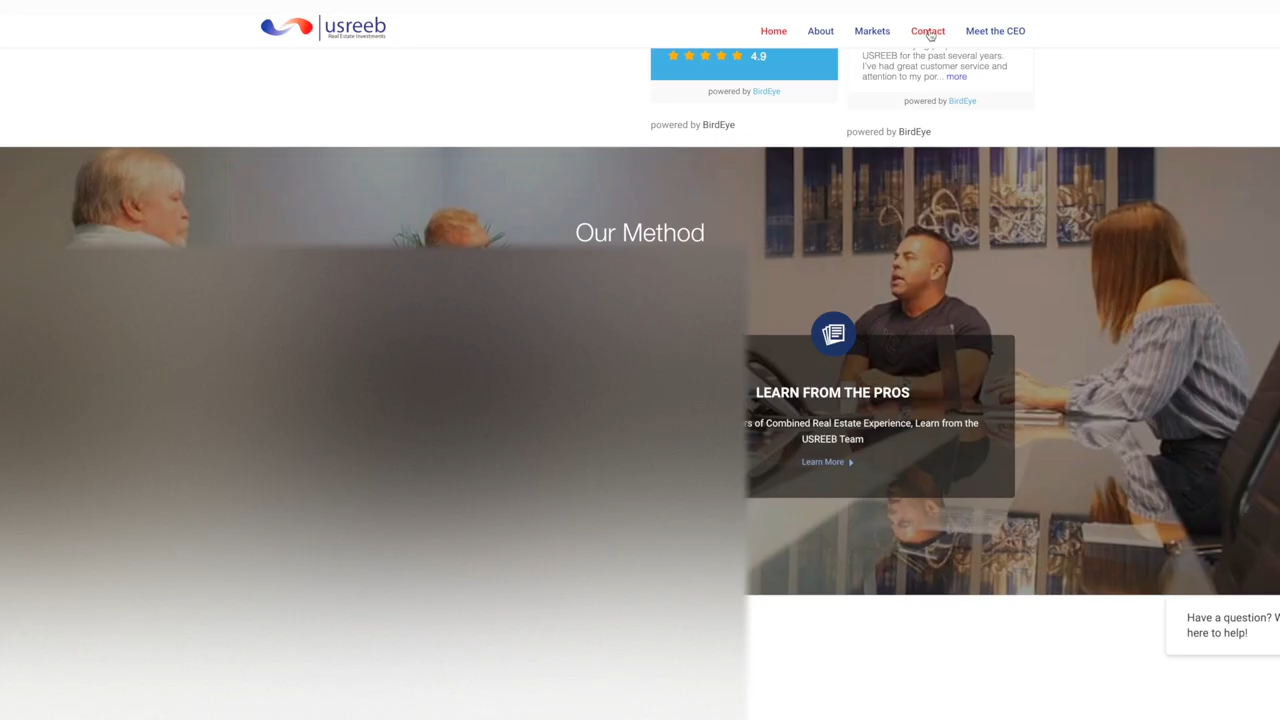 usreeb
Real Estate Investments
Home About Markets Contact Meet the CEO
4.9
USREEB for the past several years.
I've had great customer service and
attention to my por... more
powered by BirdEye
powered by BirdEye
powered by BirdEye
powered by BirdEye
Our Method
LEARN FROM THE PROS
of Combined Real Estate Experience, Learn from the
USREEB Team
Learn More
Have a question?
here to help!